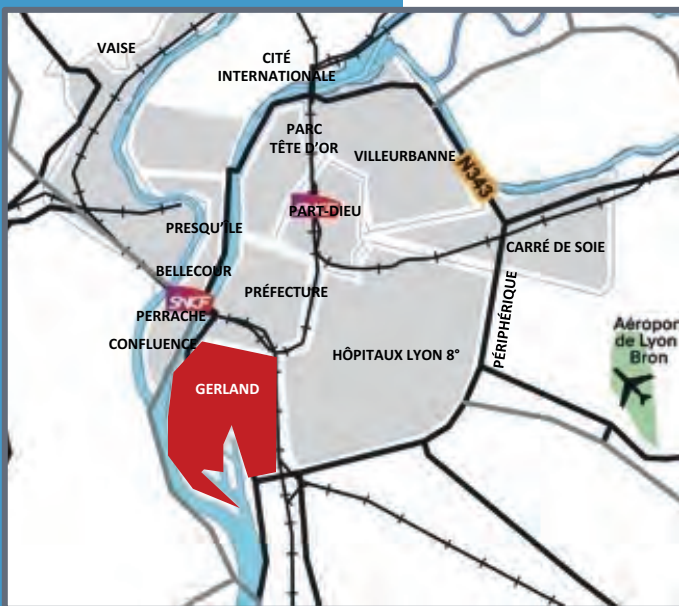 VAISE
CITÉ
INTERNATIONALE
PARC
TÊTE D'OR
VILLEURBANNE
N343
PART-DIEU
PRESQU'ÎLE
CARRÉ DE SOIE
BELLECOUR
PRÉFECTURE
SNCF
PERRACHE
PÉRIPHÉRIQUE
CONFLUENCE
HÔPITAUX LYON 8°
Aéropor
de Lyon
Bron
GERLAND